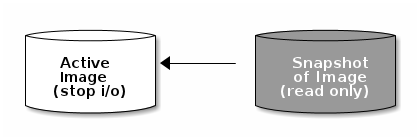 Active
Image
(stop i/o)
Snapshot
of Image
(read only)